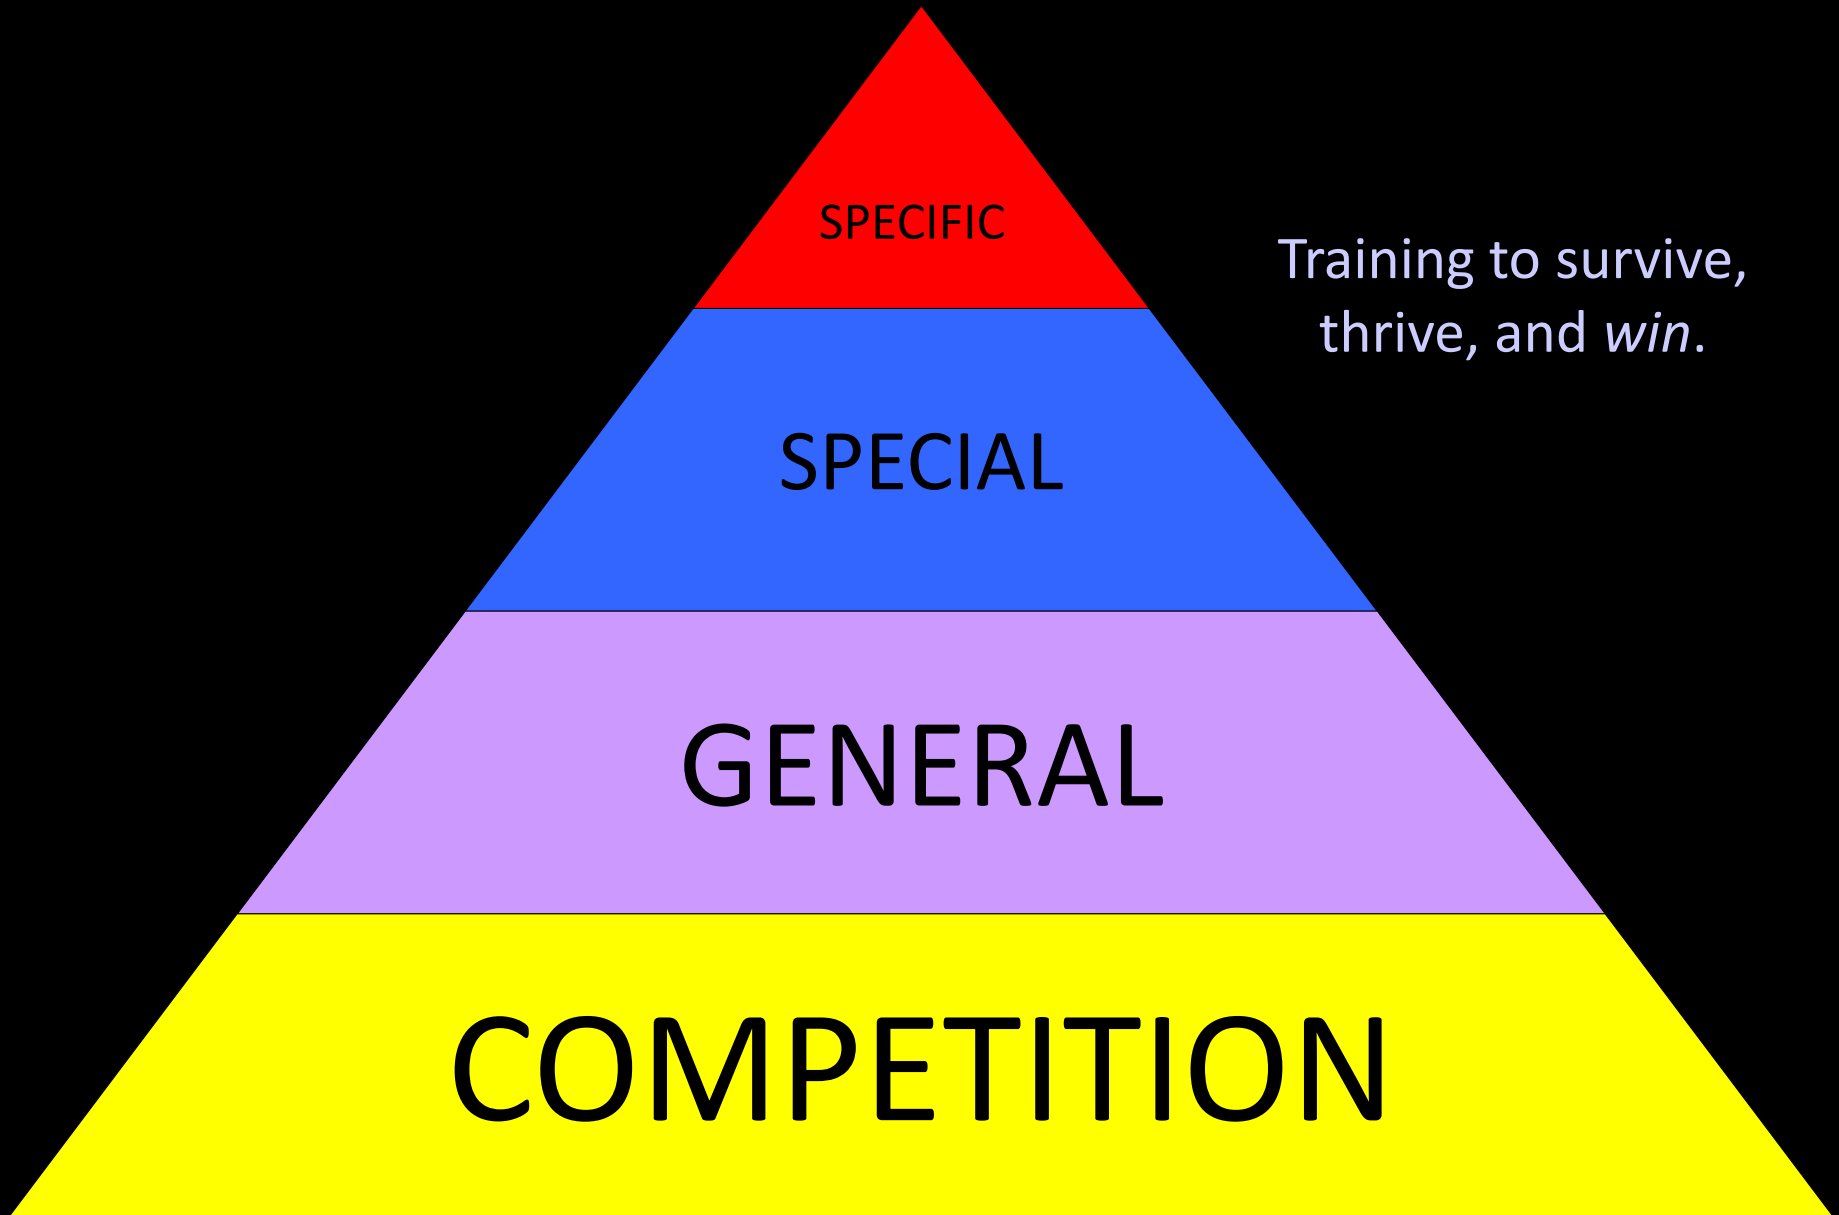 SPECIFIC
Training to survive,
thrive, and win.
SPECIAL
GENERAL
COMPETITION